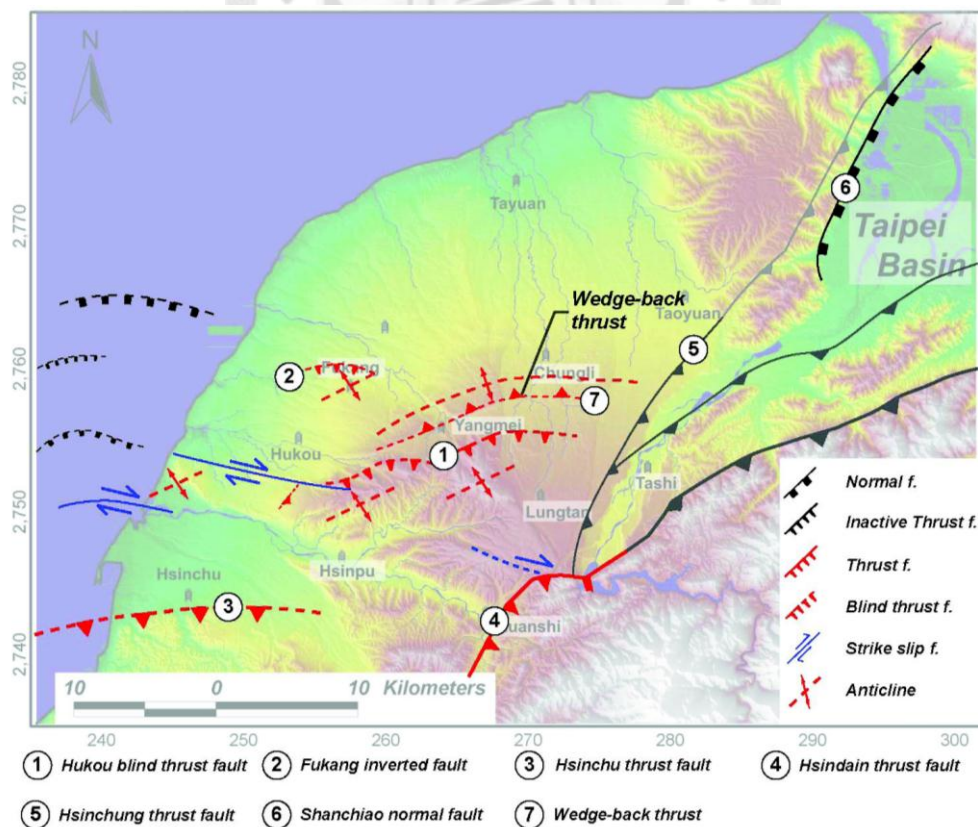 N
2,780
2,770
2,760
2,750
2,740
Tayuan
Taipei
Basin
6
Wedge-back
thrust
Taoyuan
5
2
Fukang
Chungli
7
Yangmei
1
Hukou
Tashi
Lungtan
Hsinpu
Hsinchu
3
4
uanshi
Normal f.
Inactive Thrust f.
Thrust f.
Blind thrust f.
Strike slip f.
Anticline
10 0 10 Kilometers
240 250 260 270 280 290 300
1 Hukou blind thrust fault 2 Fukang inverted fault 3 Hsinchu thrust fault 4 Hsindain thrust fault
5 Hsinchung thrust fault 6 Shanchiao normal fault 7 Wedge-back thrust